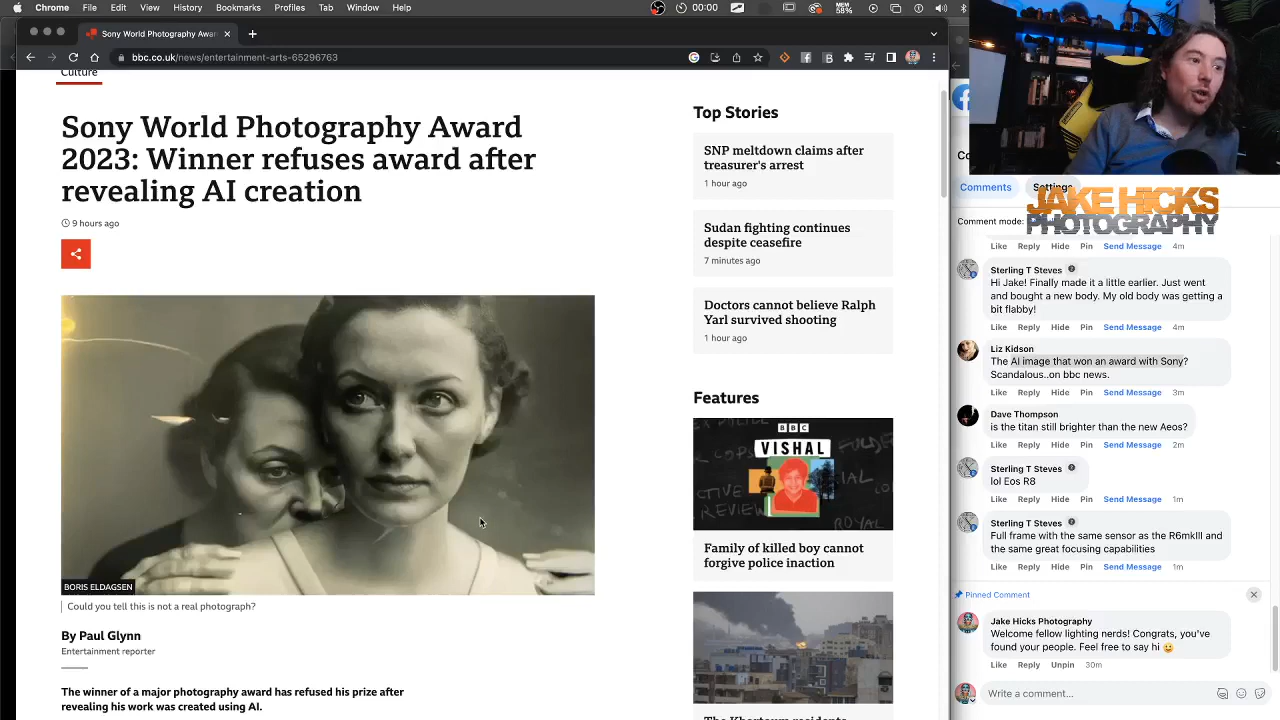 Chrome File Edit View History Bookmarks Profiles Tab Window Help
00:00
NEW
58%
Sony World Photography Awar
bbc.co.uk/news/entertainment-arts-65296763
Culture
Sony World Photography Award
2023: Winner refuses award after
revealing AI creation
9 hours ago
BORIS ELDAGSEN
Could you tell this is not a real photograph?
By Paul Glynn
Entertainment reporter
The winner of a major photography award has refused his prize after
revealing his work was created using AI.
Top Stories
SNP meltdown claims after
treasurer's arrest
1 hour ago
Sudan fighting continues
despite ceasefire
7 minutes ago
Doctors cannot believe Ralph
Yarl survived shooting
1 hour ago
Features
BBC
VISHAL
Family of killed boy cannot
forgive police inaction
The Khartoum residents
Comments Settings
JAKE HICKS
PHOTOGRAPHY
Comment mode:
Like Reply Hide Pin Send Message 4m
Sterling T Steves
Hi Jake! Finally made it a little earlier. Just went
and bought a new body. My old body was getting a
bit flabby!
Like Reply Hide Pin Send Message 4m
Liz Kidson
The AI image that won an award with Sony?
Scandalous..on bbc news.
Like Reply Hide Pin Send Message 3m
Dave Thompson
is the titan still brighter than the new Aeos?
Like Reply Hide Pin Send Message 2m
Sterling T Steves
lol Eos R8
Like Reply Hide Pin Send Message 1m
Sterling T Steves
Full frame with the same sensor as the R6mkIII and
the same great focusing capabilities
Like Reply Hide Pin Send Message 1m
Pinned Comment
Jake Hicks Photography
Welcome fellow lighting nerds! Congrats, you've
found your people. Feel free to say hi 😃
Like Reply Unpin 30m
Write a comment...